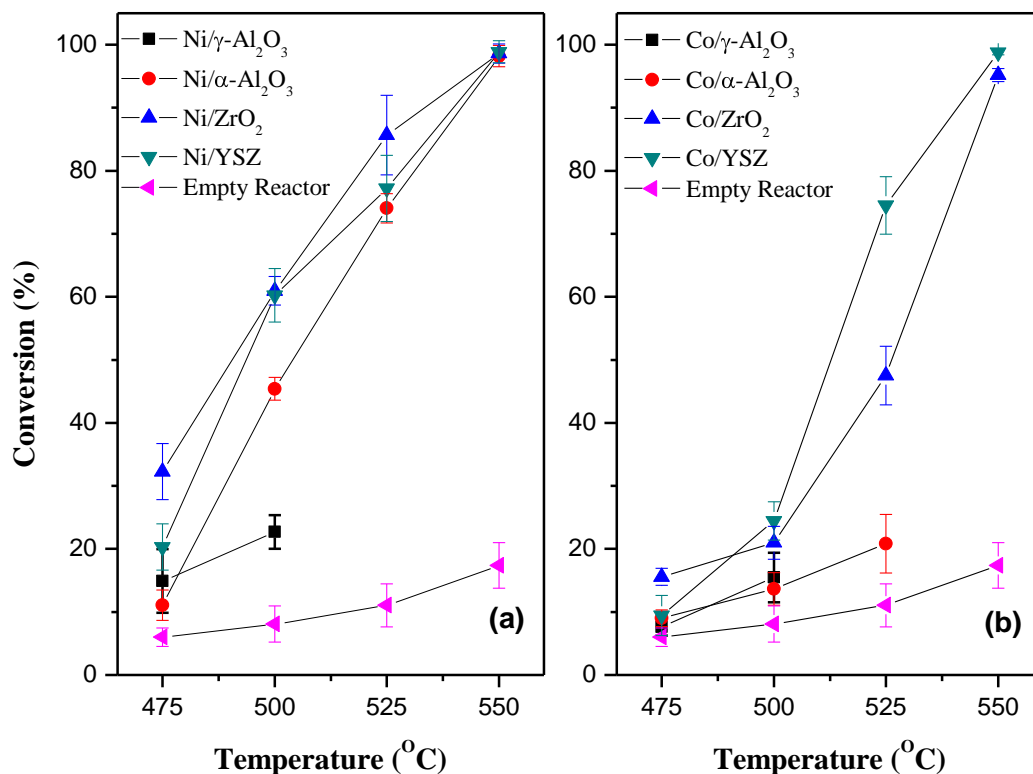 100
80
60
40
20
0
Conversion (%)
Ni/γ-Al₂O₃
Ni/α-Al₂O₃
Ni/ZrO₂
Ni/YSZ
Empty Reactor
(a)
475 500 525 550
Temperature (°C)
100
80
60
40
20
0
Co/γ-Al₂O₃
Co/α-Al₂O₃
Co/ZrO₂
Co/YSZ
Empty Reactor
(b)
475 500 525 550
Temperature (°C)